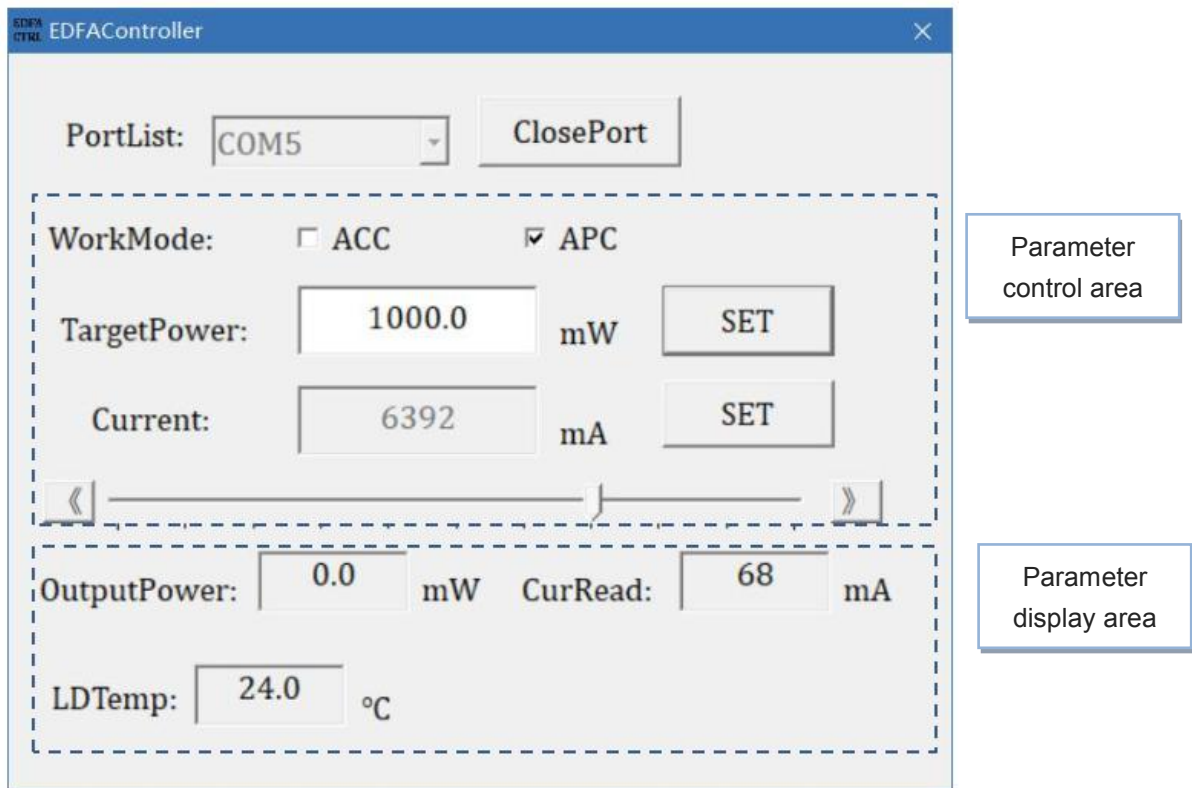 EDFA
CTRL EDFAController
PortList: COM5 ClosePort
WorkMode: ACC APC
Parameter
control area
TargetPower: 1000.0 mW SET
Current: 6392 mA SET
《 》
OutputPower: 0.0 mW CurRead: 68 mA
Parameter
display area
LDTemp: 24.0 °C